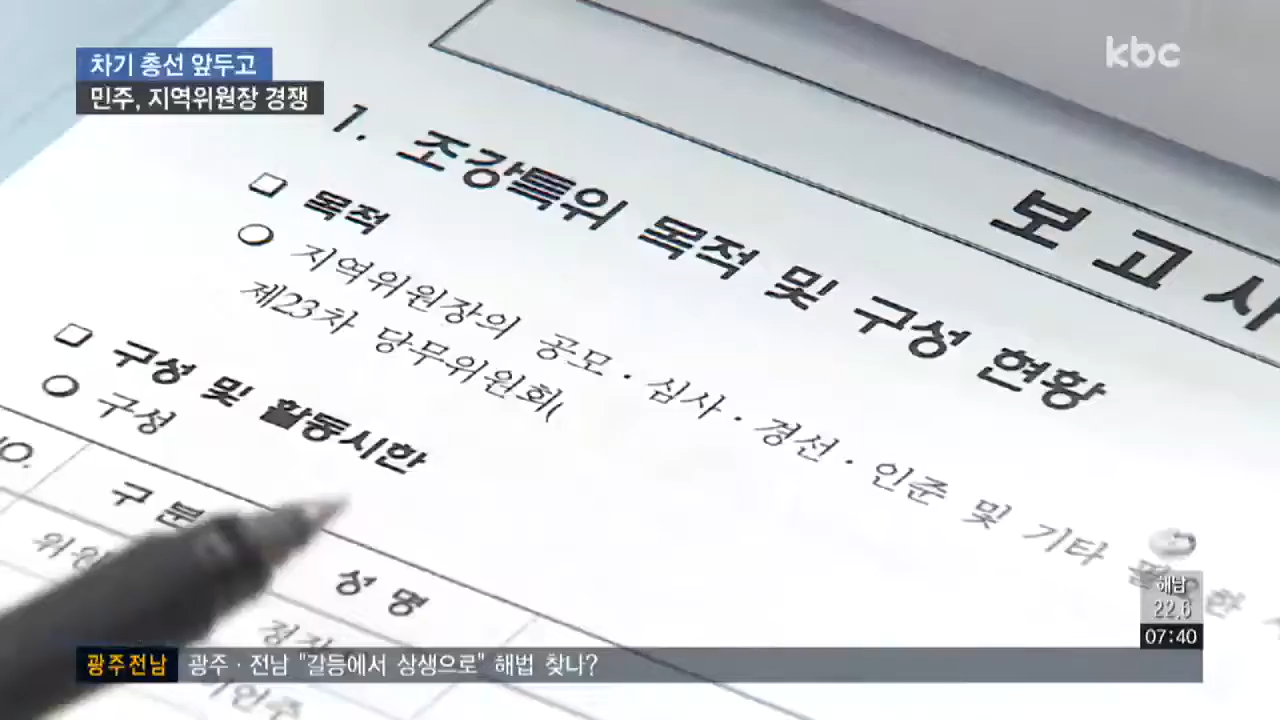 차기 총선 앞두고
민주, 지역위원장 경쟁
kbc
보 고 사
1. 조강특위 목적 및 구성 현황
□ 목적
○ 지역위원장의 공모 · 심사 · 경선 · 인준 및 기타
제23차 당무위원회(
□ 구성 및 활동시한
○ 구성
NO.
구 분
성 명
해남
22.6
07:40
광주전남 광주 · 전남 "갈등에서 상생으로" 해법 찾나?